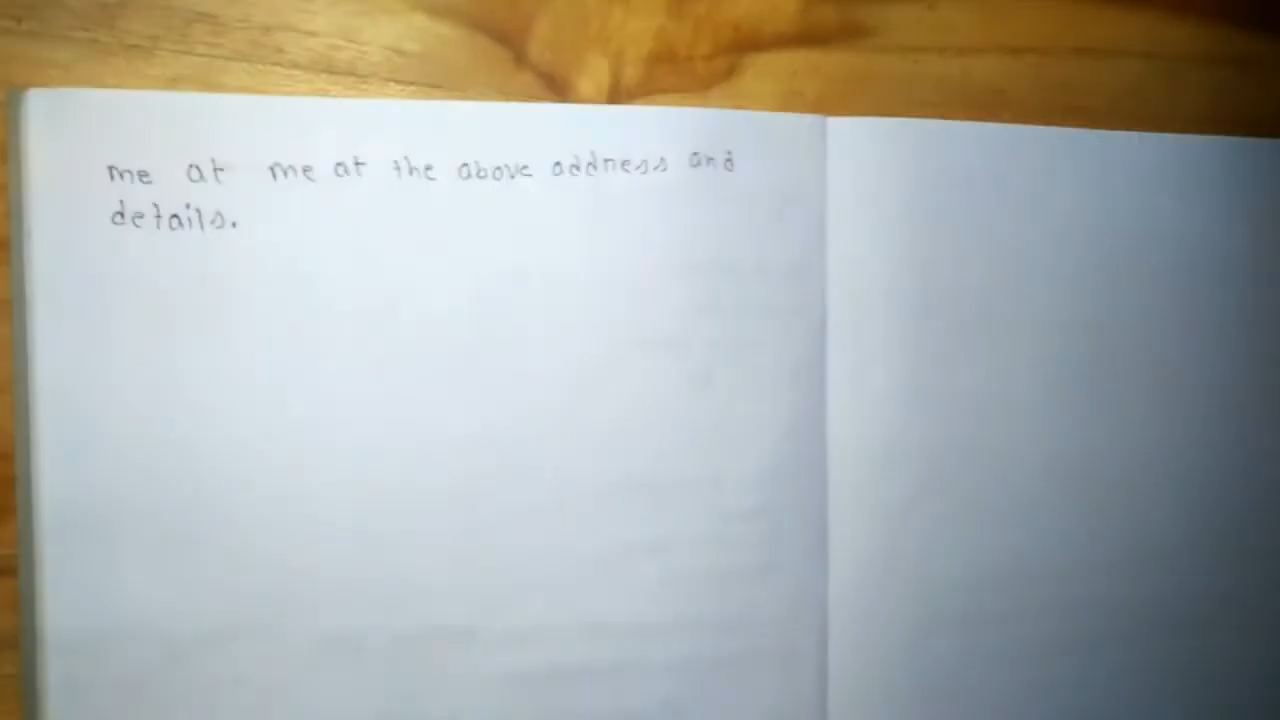 me at me at the above address and
details.